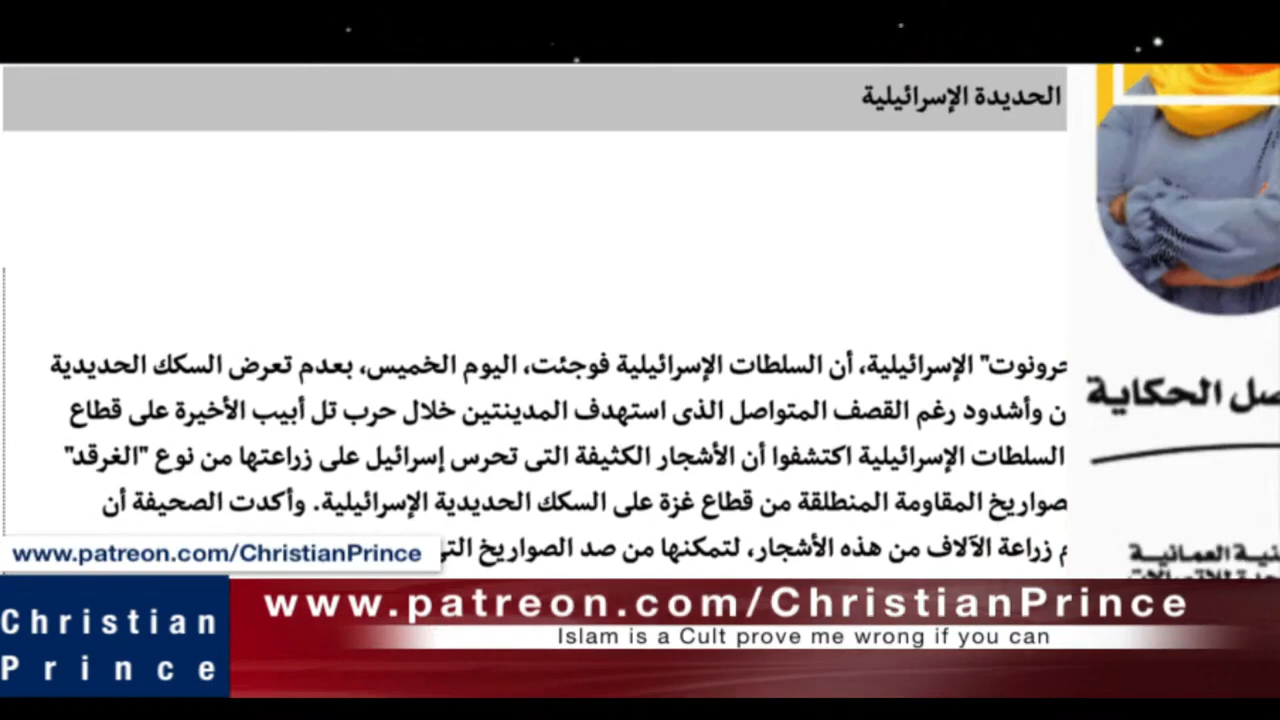 الحديدة الإسرائيلية
حرونوت" الإسرائيلية، أن السلطات الإسرائيلية فوجئت، اليوم الخميس، بعدم تعرض السكك الحديدية
ن وأشدود رغم القصف المتواصل الذى استهدف المدينتين خلال حرب تل أبيب الأخيرة على قطاع
السلطات الإسرائيلية اكتشفوا أن الأشجار الكثيفة التى تحرس إسرائيل على زراعتها من نوع "الغرقد"
صواريخ المقاومة المنطلقة من قطاع غزة على السكك الحديدية الإسرائيلية. وأكدت الصحيفة أن
م زراعة الآلاف من هذه الأشجار، لتمكنها من صد الصواريخ
صل الحكاية
www.patreon.com/ChristianPrince
Christian
Prince
www.patreon.com/ChristianPrince
Islam is a Cult prove me wrong if you can